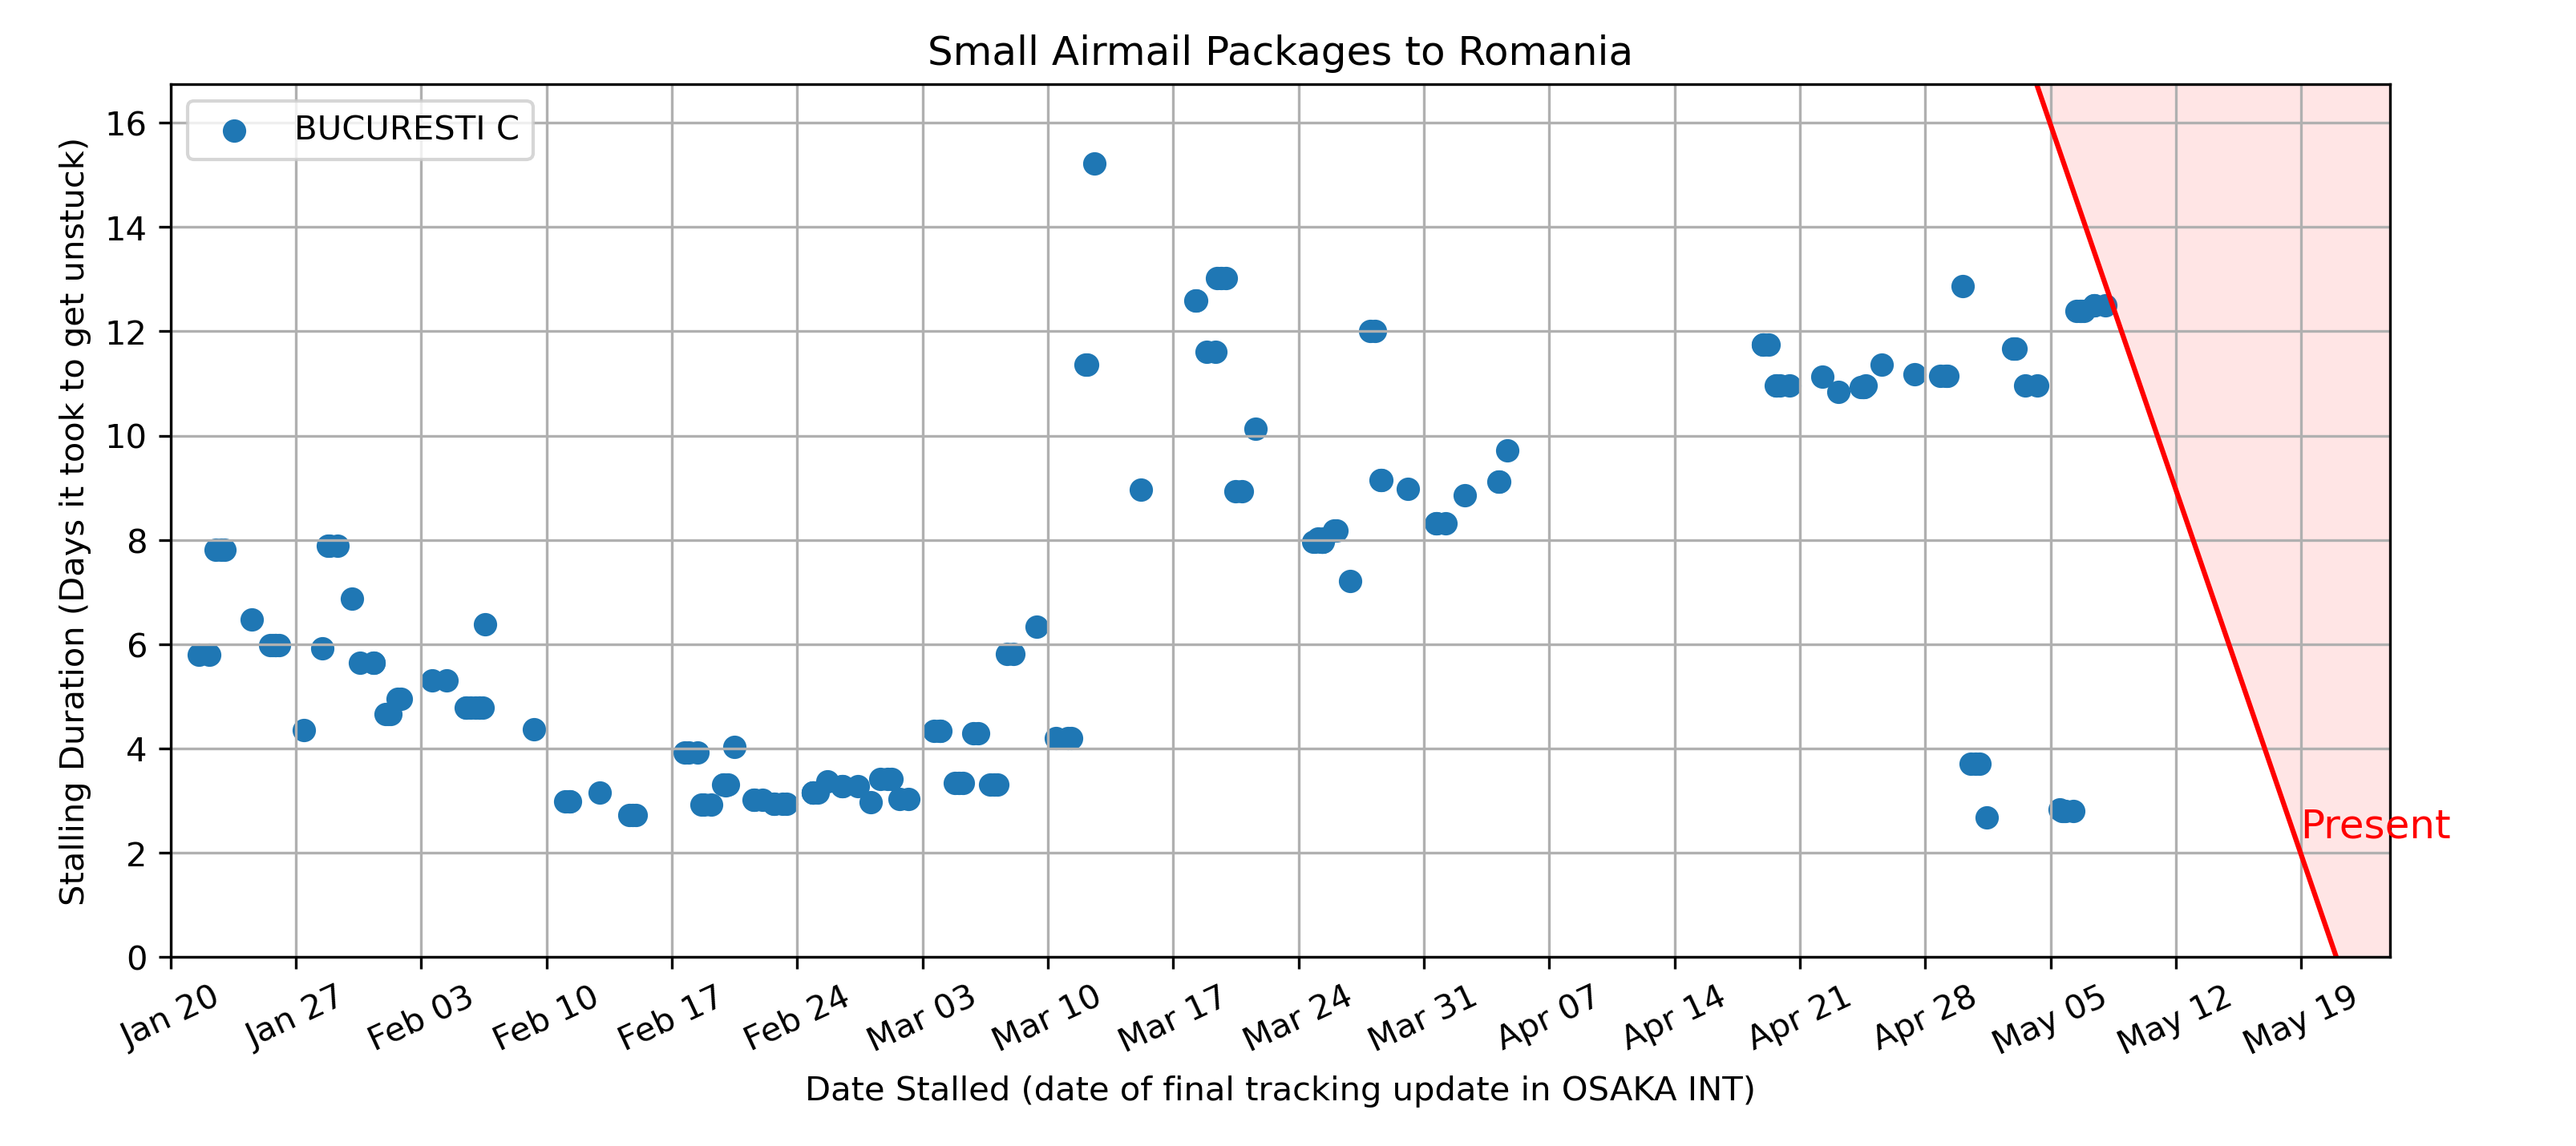 Small Airmail Packages to Romania
BUCURESTI C
Stalling Duration (Days it took to get unstuck)
16
14
12
10
8
6
4
2
0
Present
Jan 20
Jan 27
Feb 03
Feb 10
Feb 17
Feb 24
Mar 03
Mar 10
Mar 17
Mar 24
Mar 31
Apr 07
Apr 14
Apr 21
Apr 28
May 05
May 12
May 19
Date Stalled (date of final tracking update in OSAKA INT)